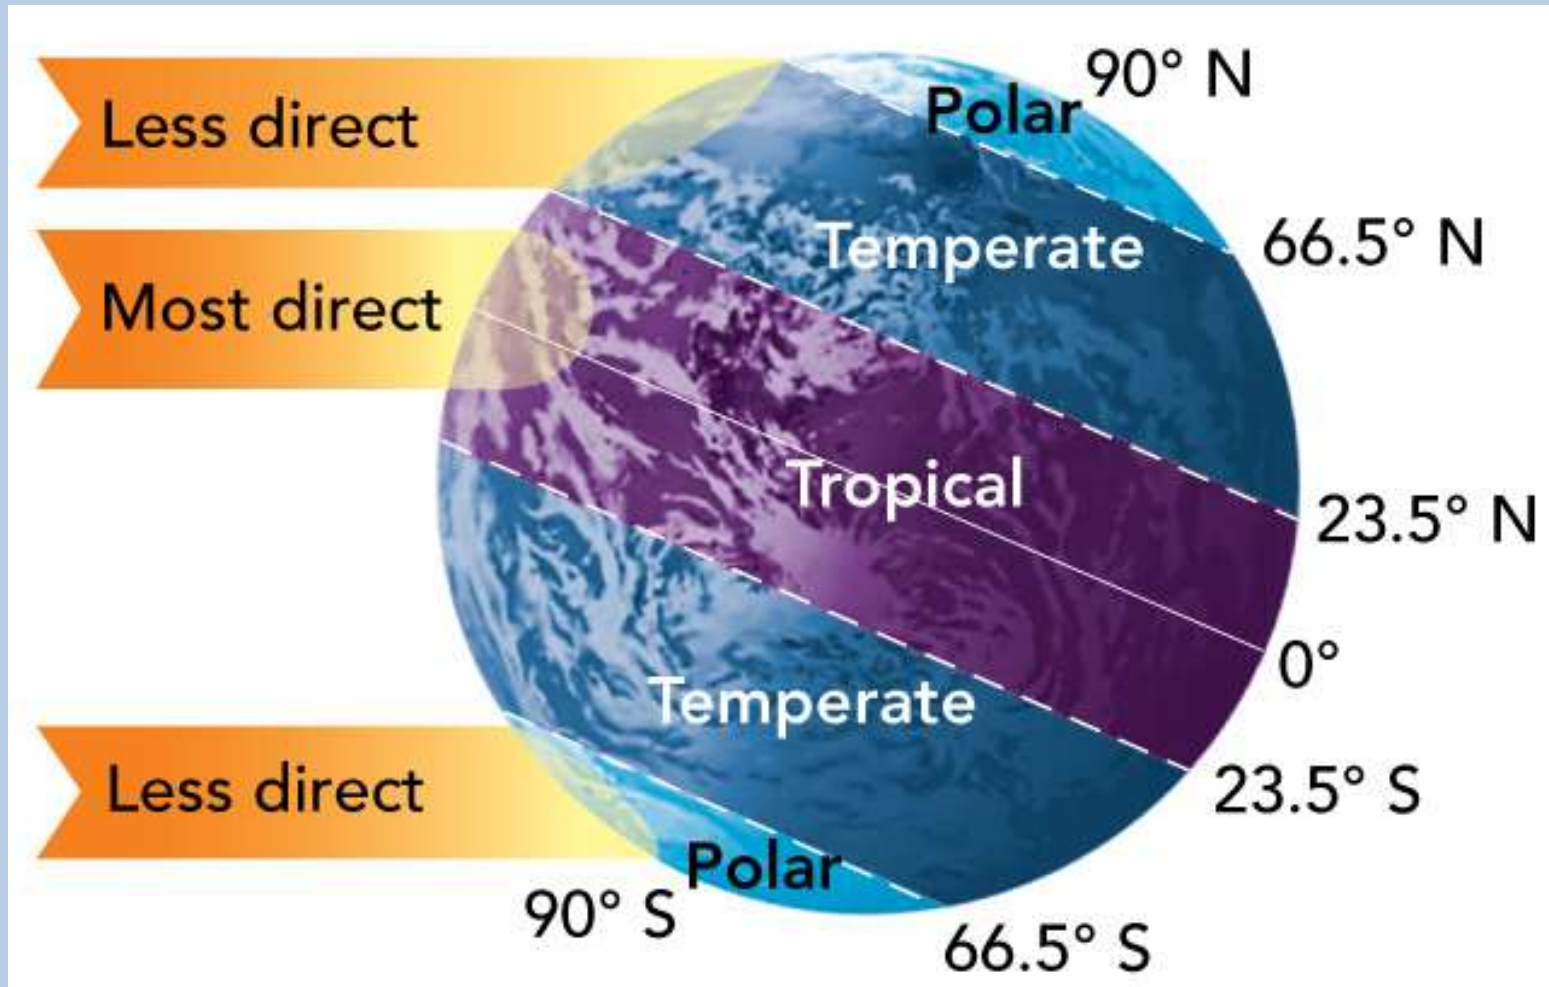 90° N
Polar
Less direct
66.5° N
Temperate
Most direct
Tropical
23.5° N
0°
Temperate
23.5° S
Less direct
Polar
90° S
66.5° S